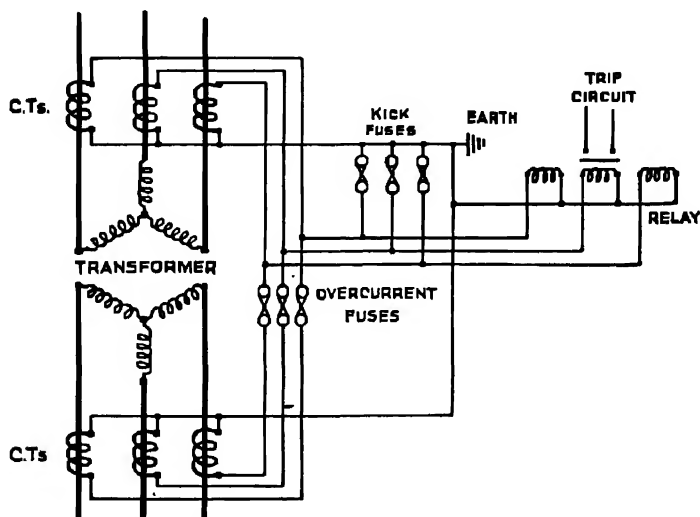 C.Ts.
KICK
FUSES
EARTH
TRIP
CIRCUIT
RELAY
TRANSFORMER
OVERCURRENT
FUSES
C.Ts